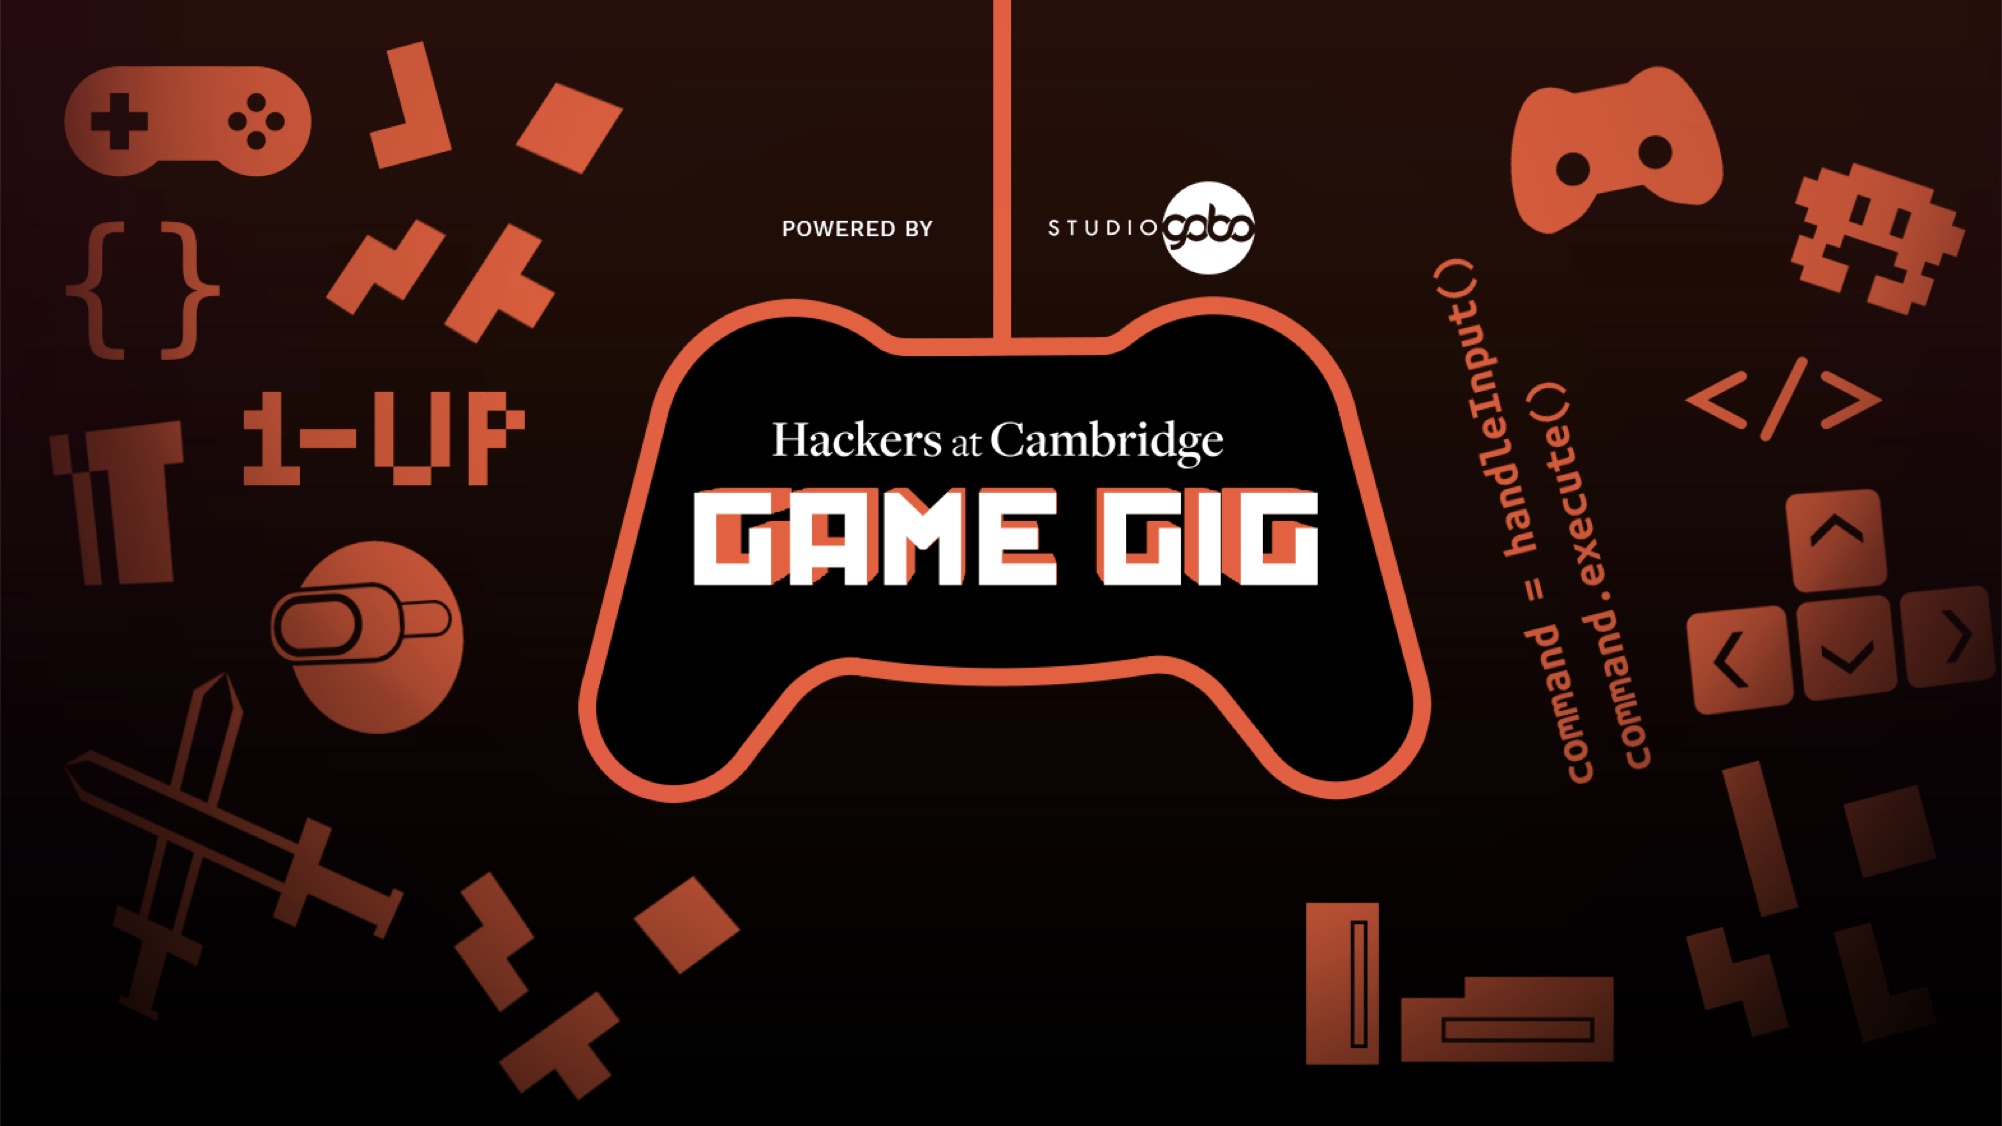 POWERED BY
STUDIO gobo
1-UP
Hackers at Cambridge
GAME GIG
{ }
</>
command = handleInput()
command.execute()